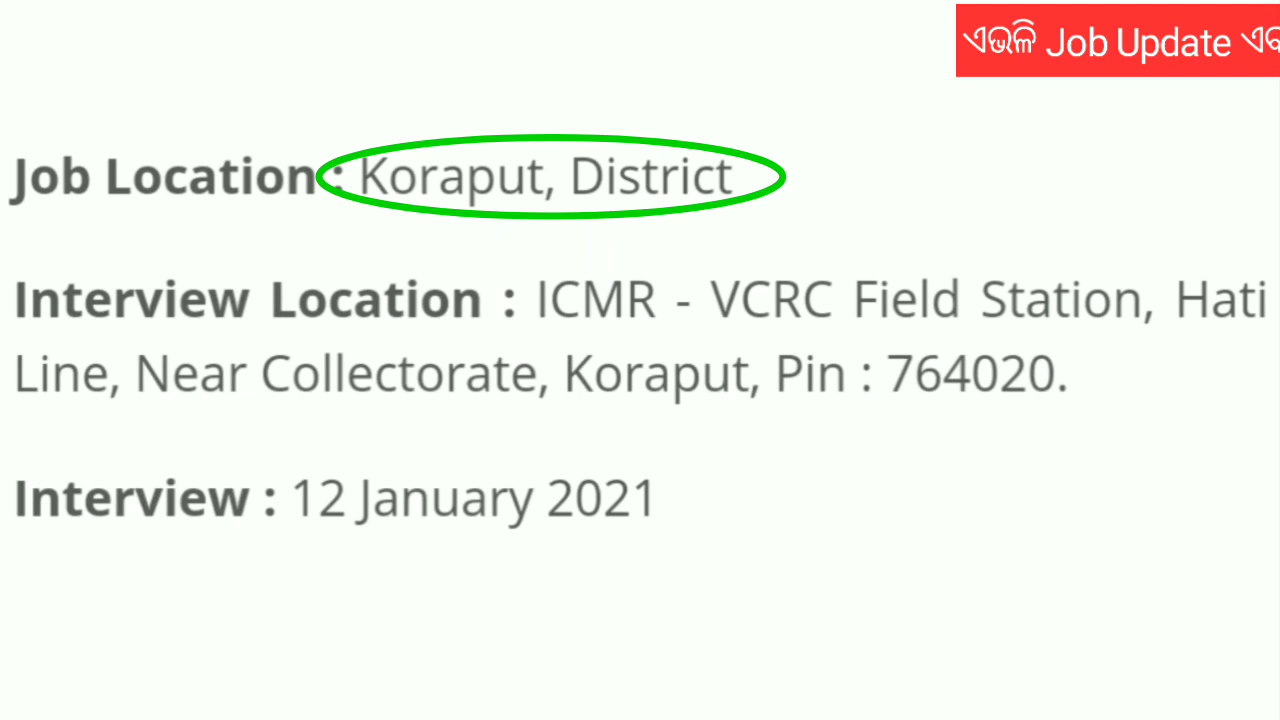 ଏଭଳି Job Update
Job Location : Koraput, District
Interview Location : ICMR - VCRC Field Station, Hati
Line, Near Collectorate, Koraput, Pin : 764020.
Interview : 12 January 2021